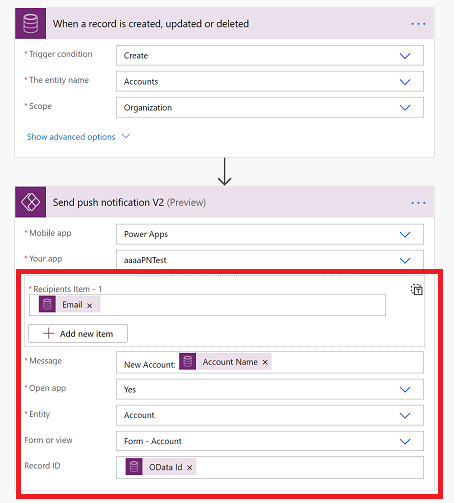 When a record is created, updated or deleted
* Trigger condition Create
* The entity name Accounts
* Scope Organization
Show advanced options
Send push notification V2 (Preview)
* Mobile app Power Apps
* Your app aaaaPNTest
* Recipients Item - 1
Email ×
+ Add new item
* Message New Account: Account Name ×
* Open app Yes
* Entity Account
Form or view Form - Account
Record ID OData Id ×